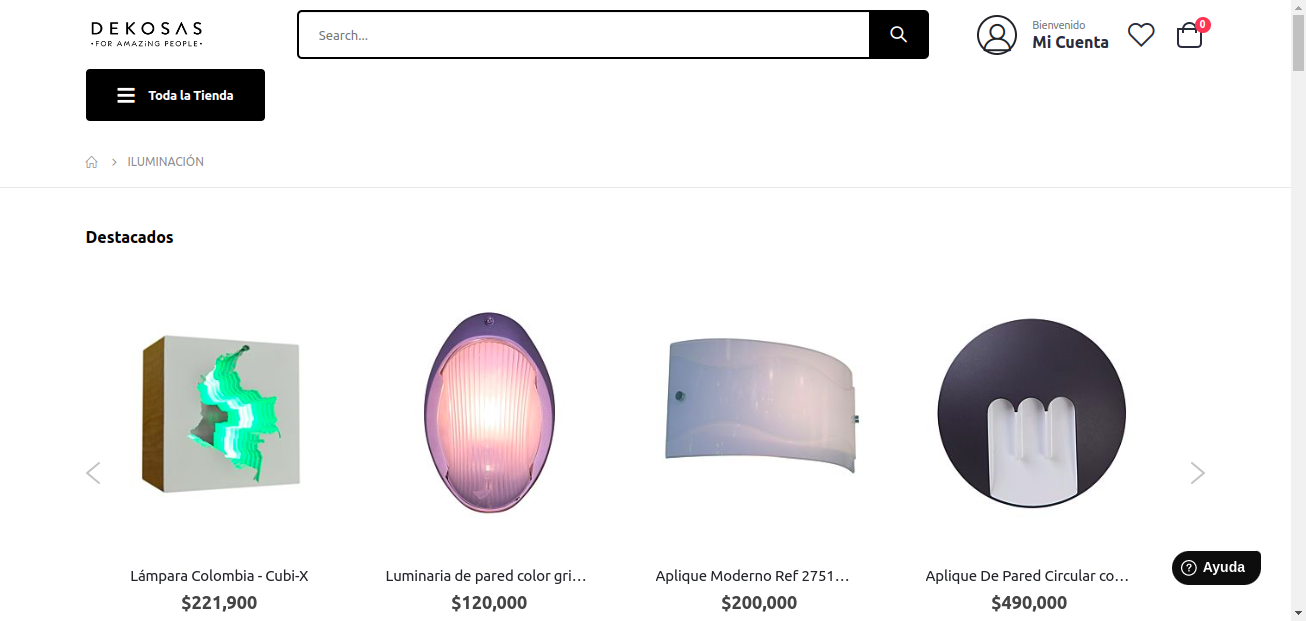 DEKOSAS
•FOR AMAZiNG PEOPLE•
Search...
Bienvenido
Mi Cuenta
0
Toda la Tienda
ILUMINACIÓN
Destacados
Lámpara Colombia - Cubi-X
$221,900
Luminaria de pared color gri...
$120,000
Aplique Moderno Ref 2751...
$200,000
Aplique De Pared Circular co...
$490,000
? Ayuda